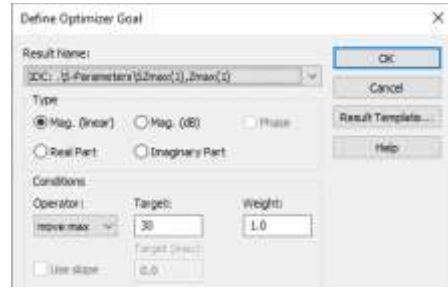 Define Optimizer Goal
Result Name:
1DC: .\S-Parameters\SZmax(1),Zmax(1)
OK
Cancel
Result Template...
Help
Type
Mag. (linear)
Mag. (dB)
Phase
Real Part
Imaginary Part
Conditions
Operator:
Target:
Weight:
move max
30
1.0
Target (max):
Use slope
0.0